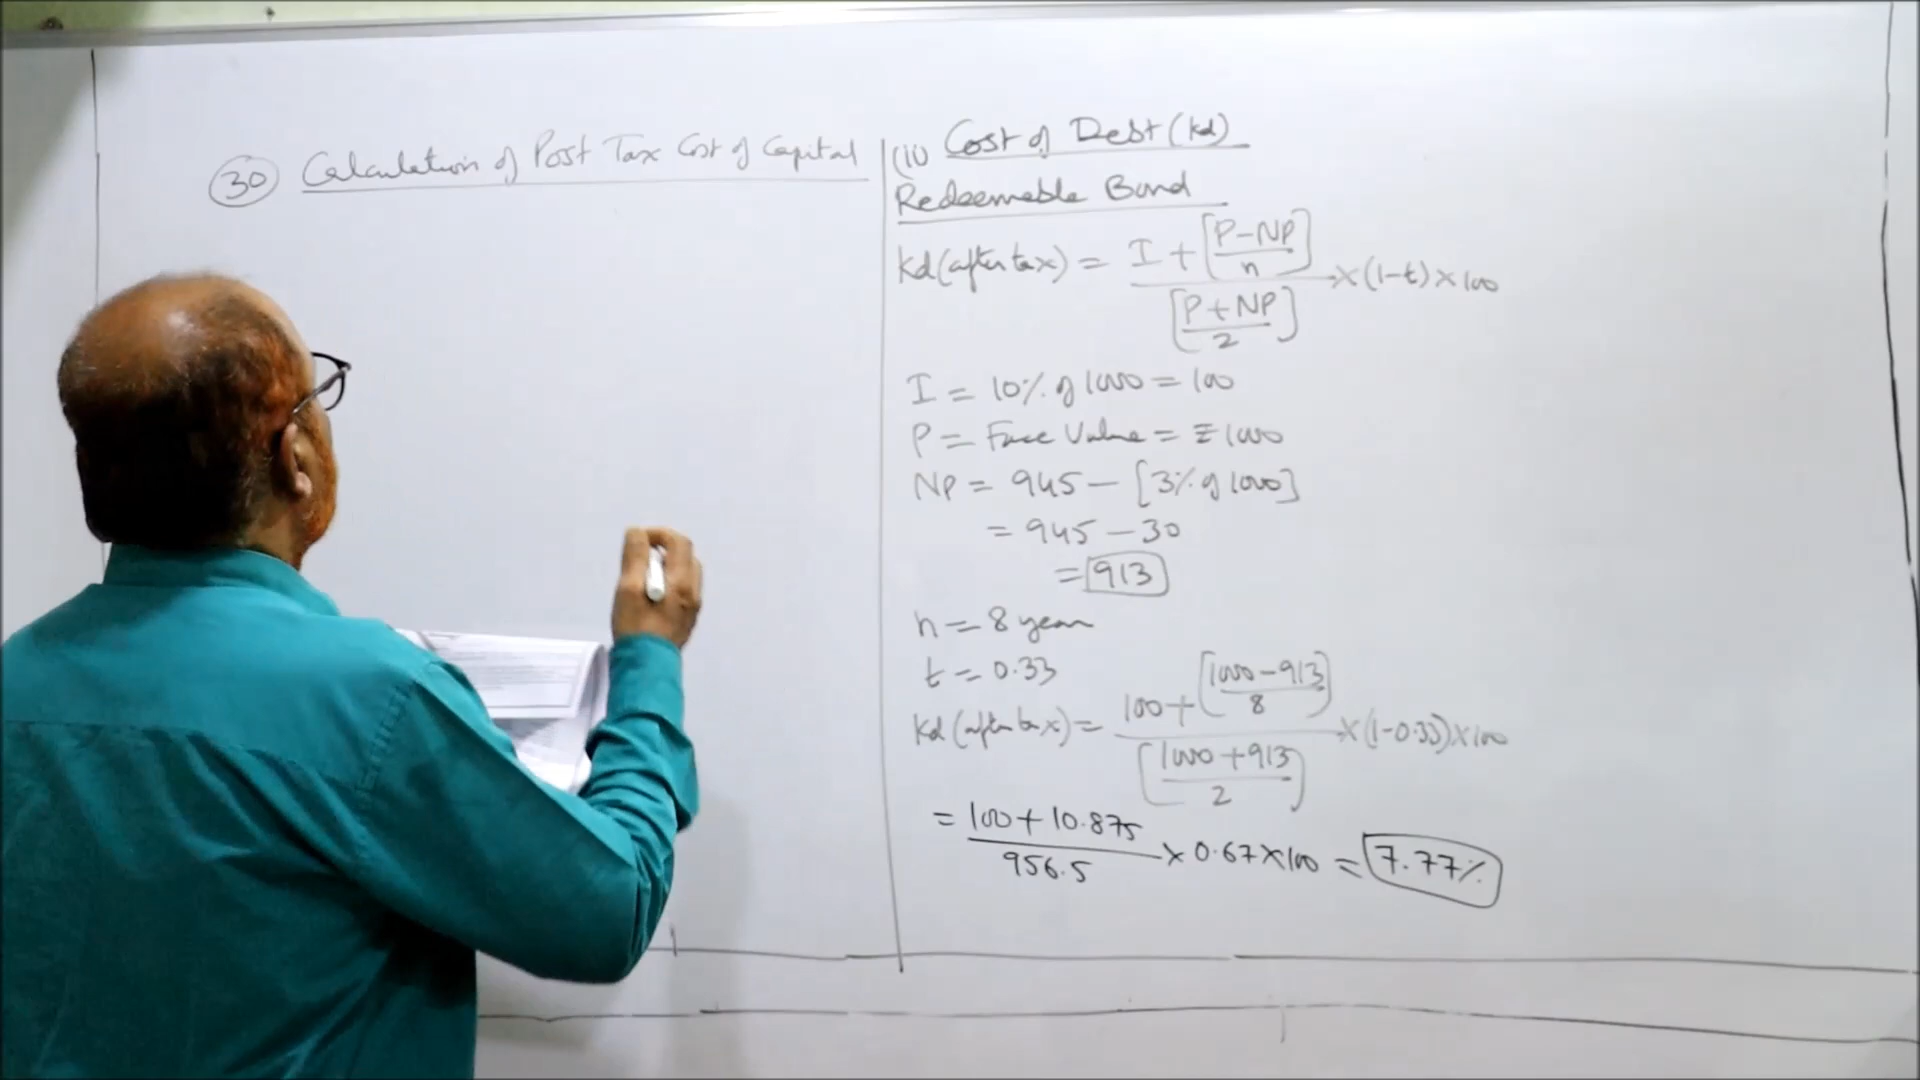 30 Calculation of Post Tax Cost of Capital
(ii) Cost of Debt (kd)
Redeemable Bond
Kd (after tax) = I + [P-NP / n] / [P+NP / 2] × (1-t) × 100
I = 10% of 1000 = 100
P = Face Value = ₹1000
NP = 945 - [3% of 1000]
= 945 - 30
= 913
n = 8 year
t = 0.33
Kd (after tax) = 100 + [1000-913 / 8] / [1000+913 / 2] × (1-0.33) × 100
= 100 + 10.875 / 956.5 × 0.67 × 100 = 7.77%